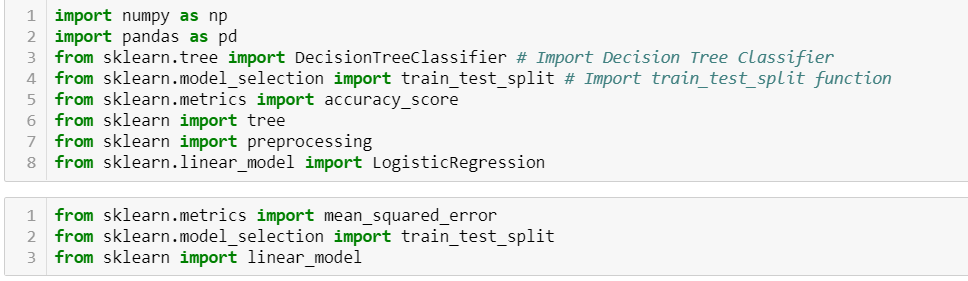 1 import numpy as np
2 import pandas as pd
3 from sklearn.tree import DecisionTreeClassifier # Import Decision Tree Classifier
4 from sklearn.model_selection import train_test_split # Import train_test_split function
5 from sklearn.metrics import accuracy_score
6 from sklearn import tree
7 from sklearn import preprocessing
8 from sklearn.linear_model import LogisticRegression
1 from sklearn.metrics import mean_squared_error
2 from sklearn.model_selection import train_test_split
3 from sklearn import linear_model